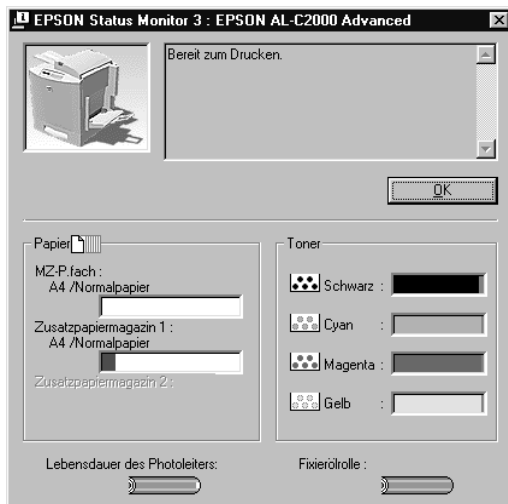 EPSON Status Monitor 3 : EPSON AL-C2000 Advanced
Bereit zum Drucken.
OK
Papier
MZ-P.fach :
A4 /Normalpapier
Zusatzpapiermagazin 1 :
A4 /Normalpapier
Zusatzpapiermagazin 2 :
Toner
Schwarz :
Cyan :
Magenta :
Gelb :
Lebensdauer des Photoleiters:
Fixierölrolle :